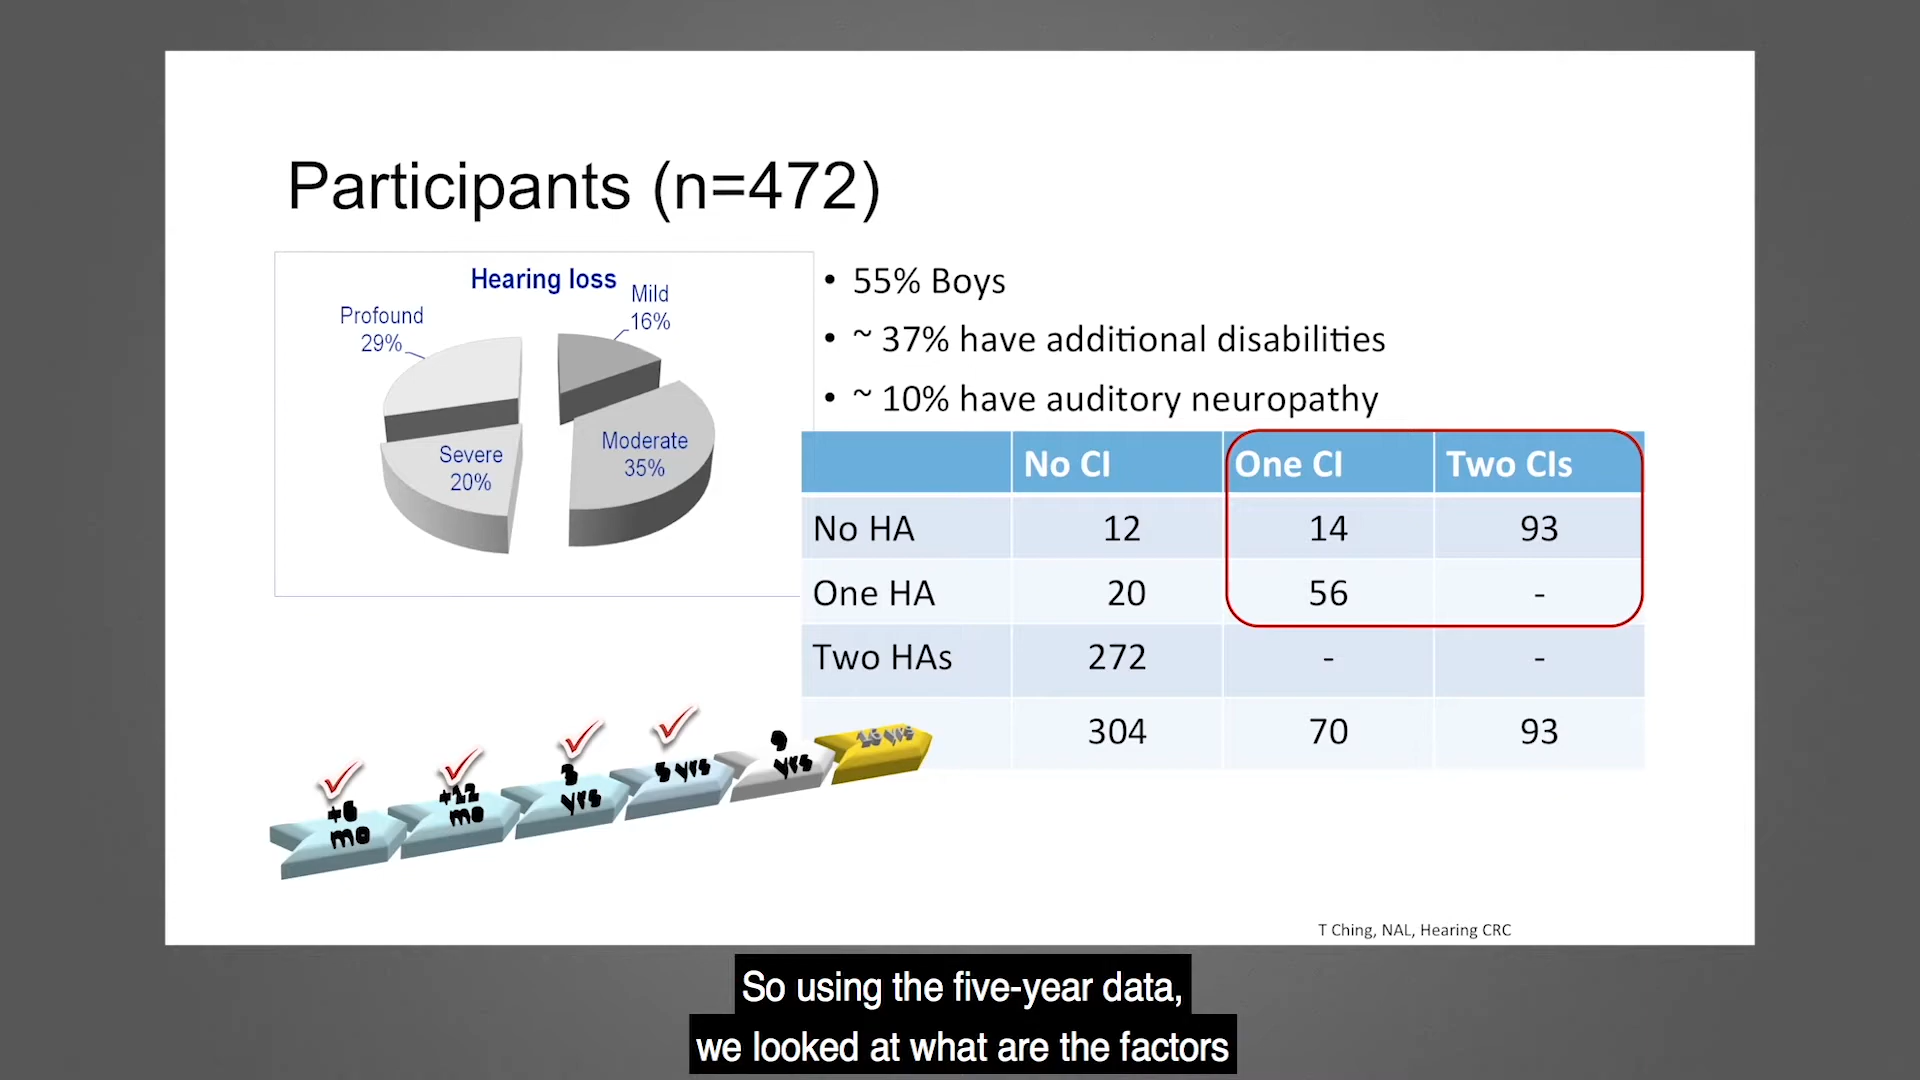 Participants (n=472)
Hearing loss
Mild
16%
Profound
29%
Moderate
35%
Severe
20%
• 55% Boys
• ~ 37% have additional disabilities
• ~ 10% have auditory neuropathy
No CI One CI Two CIs
No HA 12 14 93
One HA 20 56 -
Two HAs 272 - -
304 70 93
+6
mo
+12
mo
3
yrs
5 yrs
9
yrs
T Ching, NAL, Hearing CRC
So using the five-year data,
we looked at what are the factors